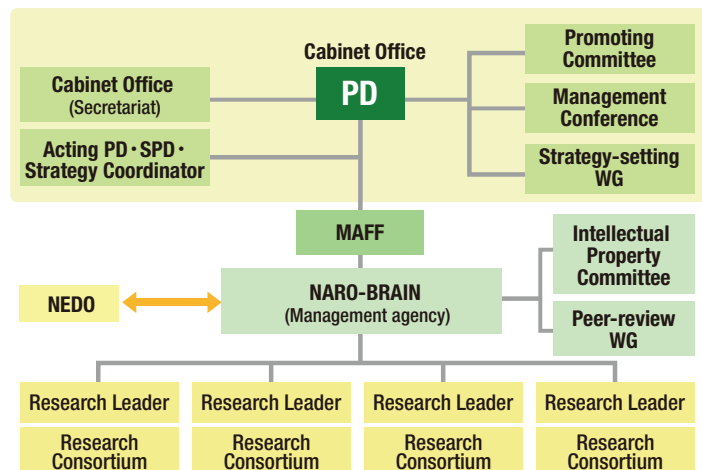 Cabinet Office
PD
Cabinet Office
(Secretariat)
Acting PD・SPD・
Strategy Coordinator
Promoting
Committee
Management
Conference
Strategy-setting
WG
MAFF
NARO-BRAIN
(Management agency)
NEDO
Intellectual
Property
Committee
Peer-review
WG
Research Leader
Research Leader
Research Leader
Research Leader
Research
Consortium
Research
Consortium
Research
Consortium
Research
Consortium